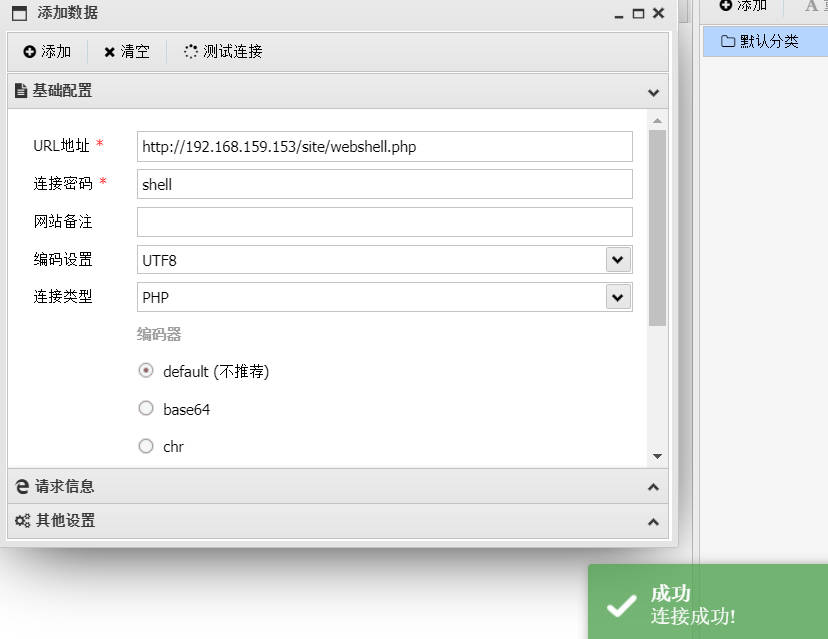 添加数据
添加 清空 测试连接
基础配置
URL地址 * http://192.168.159.153/site/webshell.php
连接密码 * shell
网站备注
编码设置 UTF8
连接类型 PHP
编码器
default (不推荐)
base64
chr
请求信息
其他设置
添加 A
默认分类
成功
连接成功!